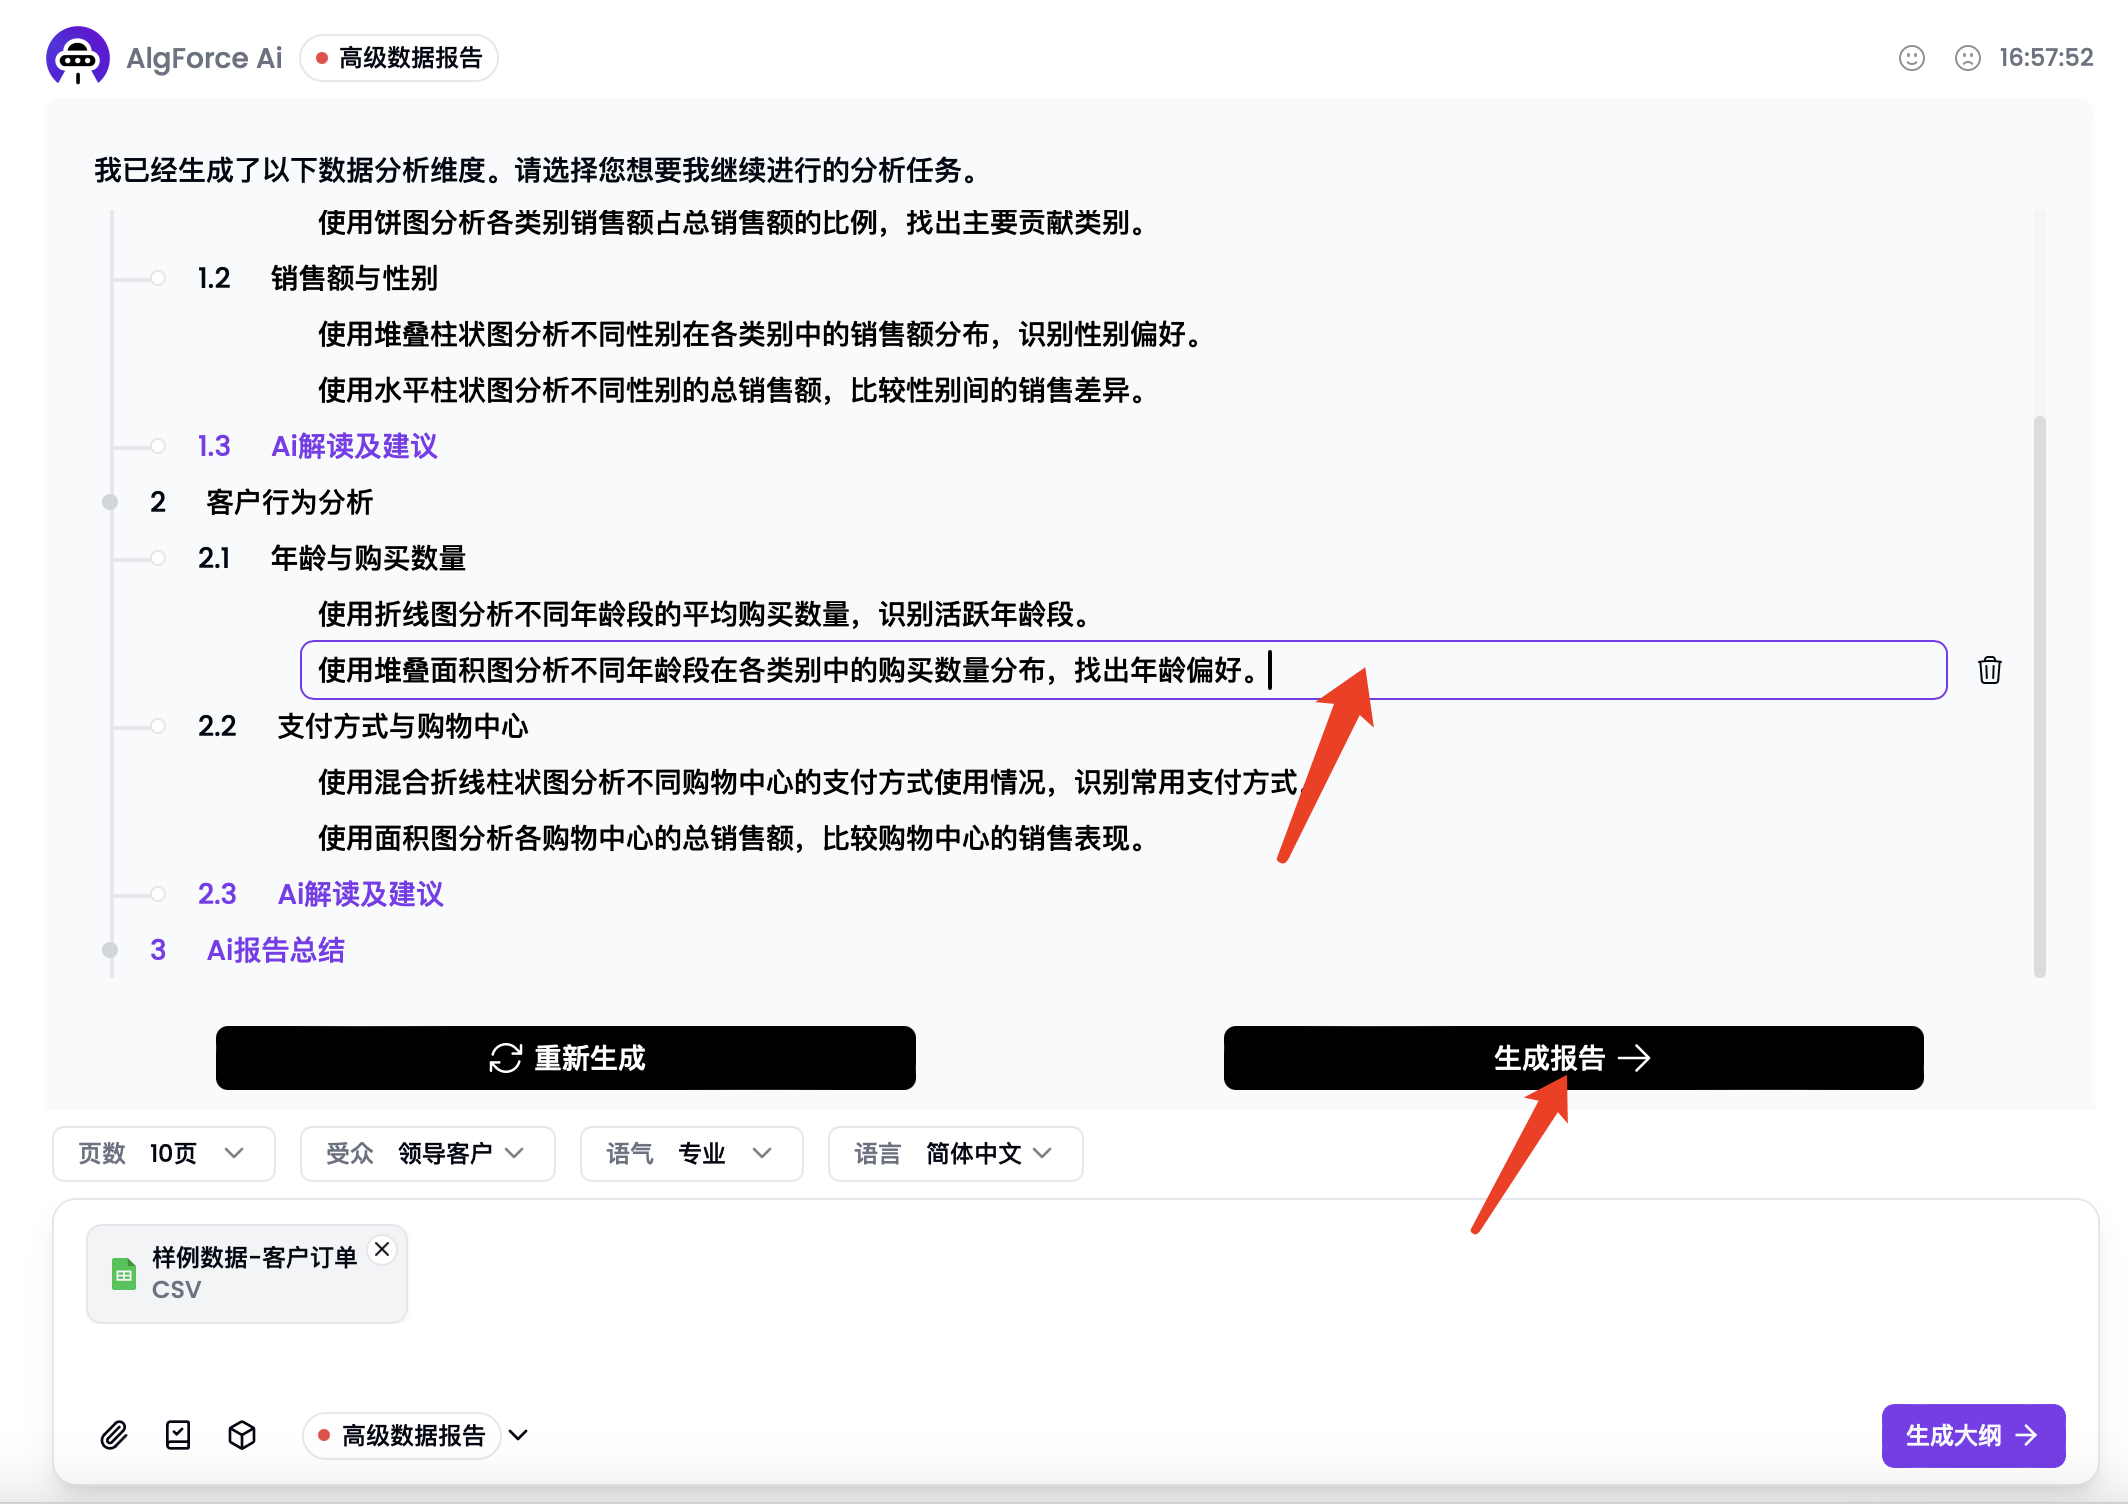 AlgForce Ai
高级数据报告
16:57:52
我已经生成了以下数据分析维度。请选择您想要我继续进行的分析任务。
使用饼图分析各类别销售额占总销售额的比例，找出主要贡献类别。
1.2 销售额与性别
使用堆叠柱状图分析不同性别在各类别中的销售额分布，识别性别偏好。
使用水平柱状图分析不同性别的总销售额，比较性别间的销售差异。
1.3 Ai解读及建议
2 客户行为分析
2.1 年龄与购买数量
使用折线图分析不同年龄段的平均购买数量，识别活跃年龄段。
使用堆叠面积图分析不同年龄段在各类别中的购买数量分布，找出年龄偏好。
2.2 支付方式与购物中心
使用混合折线柱状图分析不同购物中心的支付方式使用情况，识别常用支付方式。
使用面积图分析各购物中心的总销售额，比较购物中心的销售表现。
2.3 Ai解读及建议
3 Ai报告总结
重新生成
生成报告
页数 10页
受众 领导客户
语气 专业
语言 简体中文
样例数据-客户订单
CSV
高级数据报告
生成大纲